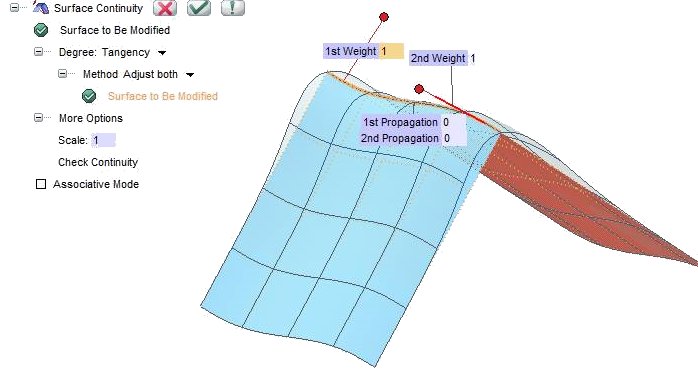 Surface Continuity
Surface to Be Modified
Degree: Tangency
Method Adjust both
Surface to Be Modified
More Options
Scale: 1
Check Continuity
Associative Mode
1st Weight 1
2nd Weight 1
1st Propagation 0
2nd Propagation 0